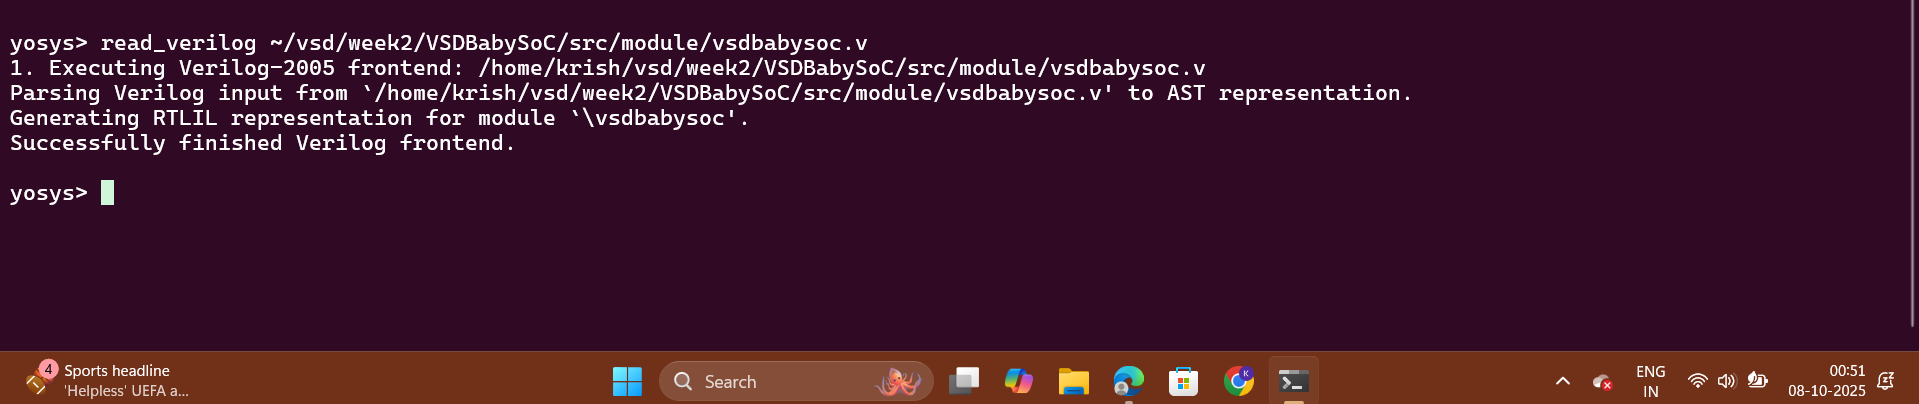 yosys> read_verilog ~/vsd/week2/VSDBabySoC/src/module/vsdbabysoc.v
1. Executing Verilog-2005 frontend: /home/krish/vsd/week2/VSDBabySoC/src/module/vsdbabysoc.v
Parsing Verilog input from `/home/krish/vsd/week2/VSDBabySoC/src/module/vsdbabysoc.v' to AST representation.
Generating RTLIL representation for module `\vsdbabysoc'.
Successfully finished Verilog frontend.
yosys>
4
Sports headline
'Helpless' UEFA a...
Search
K
ENG
IN
00:51
08-10-2025